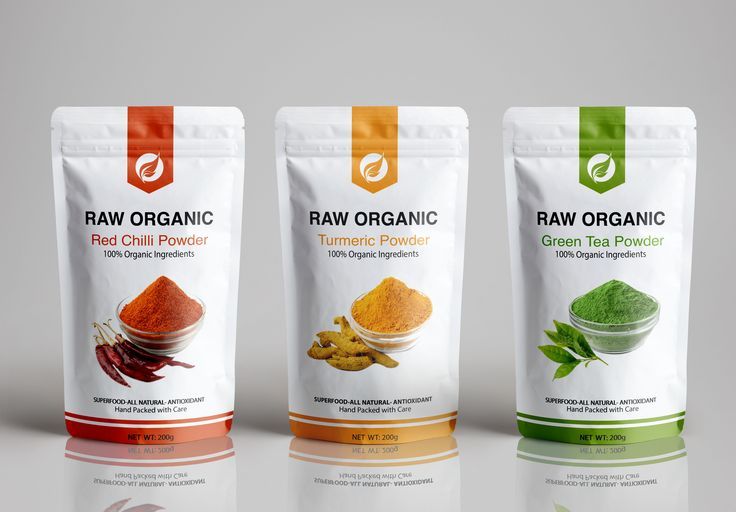 RAW ORGANIC
Red Chilli Powder
100% Organic Ingredients
SUPERFOOD-ALL NATURAL- ANTIOXIDANT
Hand Packed with Care
NET WT: 200g
RAW ORGANIC
Turmeric Powder
100% Organic Ingredients
SUPERFOOD-ALL NATURAL- ANTIOXIDANT
Hand Packed with Care
NET WT: 200g
RAW ORGANIC
Green Tea Powder
100% Organic Ingredients
SUPERFOOD-ALL NATURAL- ANTIOXIDANT
Hand Packed with Care
NET WT: 200g